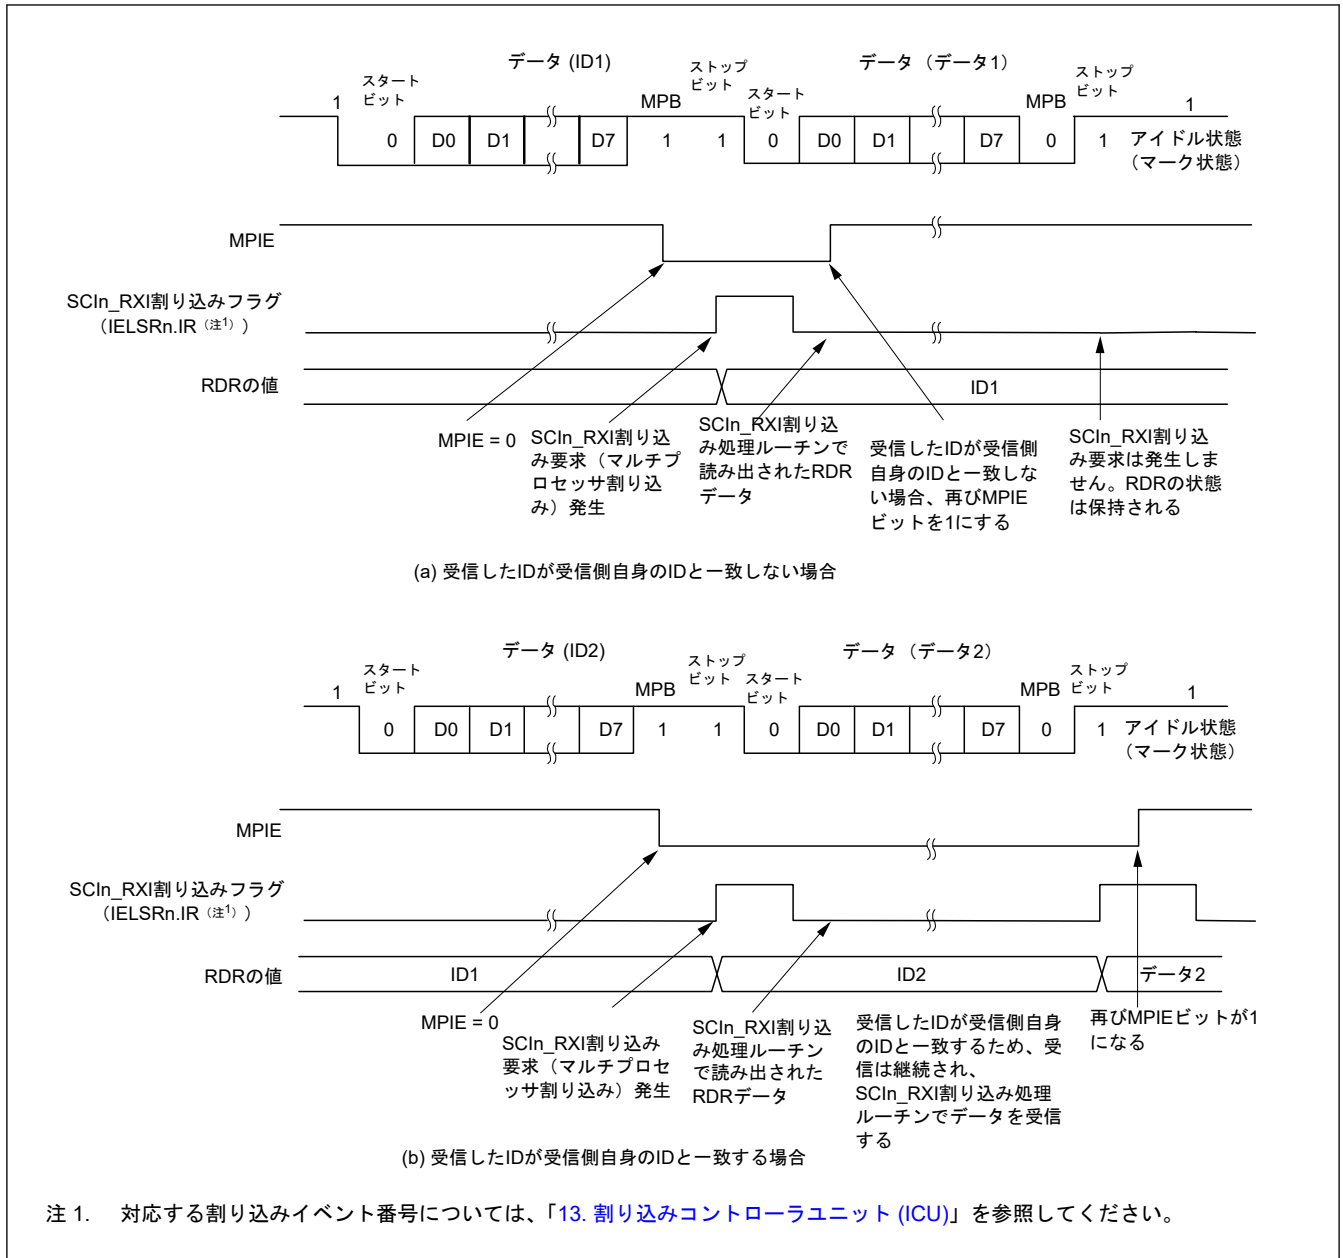 データ (ID1)
データ（データ1）
スタート
ビット
ストップ
ビット
スタート
ビット
ストップ
ビット
1
MPB
MPB
1
0
D0
D1
D7
1
1
0
D0
D1
D7
0
1
アイドル状態
（マーク状態）
MPIE
SCIn_RXI割り込みフラグ
（IELSRn.IR（注1））
RDRの値
ID1
MPIE = 0
SCIn_RXI割り込
み要求（マルチプ
ロセッサ割り込
み）発生
SCIn_RXI割り込
み処理ルーチンで
読み出されたRDR
データ
受信したIDが受信側
自身のIDと一致しな
い場合、再びMPIE
ビットを1にする
SCIn_RXI割り込
み要求は発生しま
せん。RDRの状態
は保持される
(a) 受信したIDが受信側自身のIDと一致しない場合
データ (ID2)
データ（データ2）
スタート
ビット
ストップ
ビット
スタート
ビット
ストップ
ビット
1
MPB
MPB
1
0
D0
D1
D7
1
1
0
D0
D1
D7
0
1
アイドル状態
（マーク状態）
MPIE
SCIn_RXI割り込みフラグ
（IELSRn.IR（注1））
RDRの値
ID1
ID2
データ2
MPIE = 0
SCIn_RXI割り込み
要求（マルチプロセ
ッサ割り込み）発生
SCIn_RXI割り込
み処理ルーチン
で読み出された
RDRデータ
受信したIDが受信側自身
のIDと一致するため、受
信は継続され、
SCIn_RXI割り込み処理
ルーチンでデータを受信
する
再びMPIEビットが1
になる
(b) 受信したIDが受信側自身のIDと一致する場合
注 1. 対応する割り込みイベント番号については、「13. 割り込みコントローラユニット (ICU)」を参照してください。